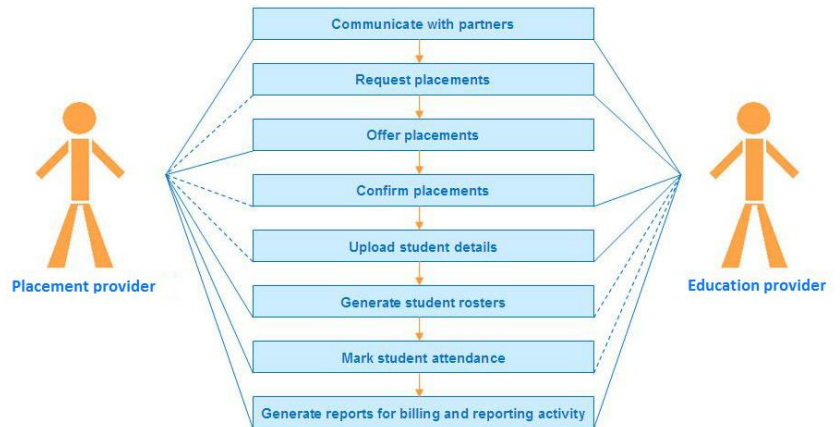 Communicate with partners
Request placements
Offer placements
Confirm placements
Upload student details
Placement provider
Education provider
Generate student rosters
Mark student attendance
Generate reports for billing and reporting activity